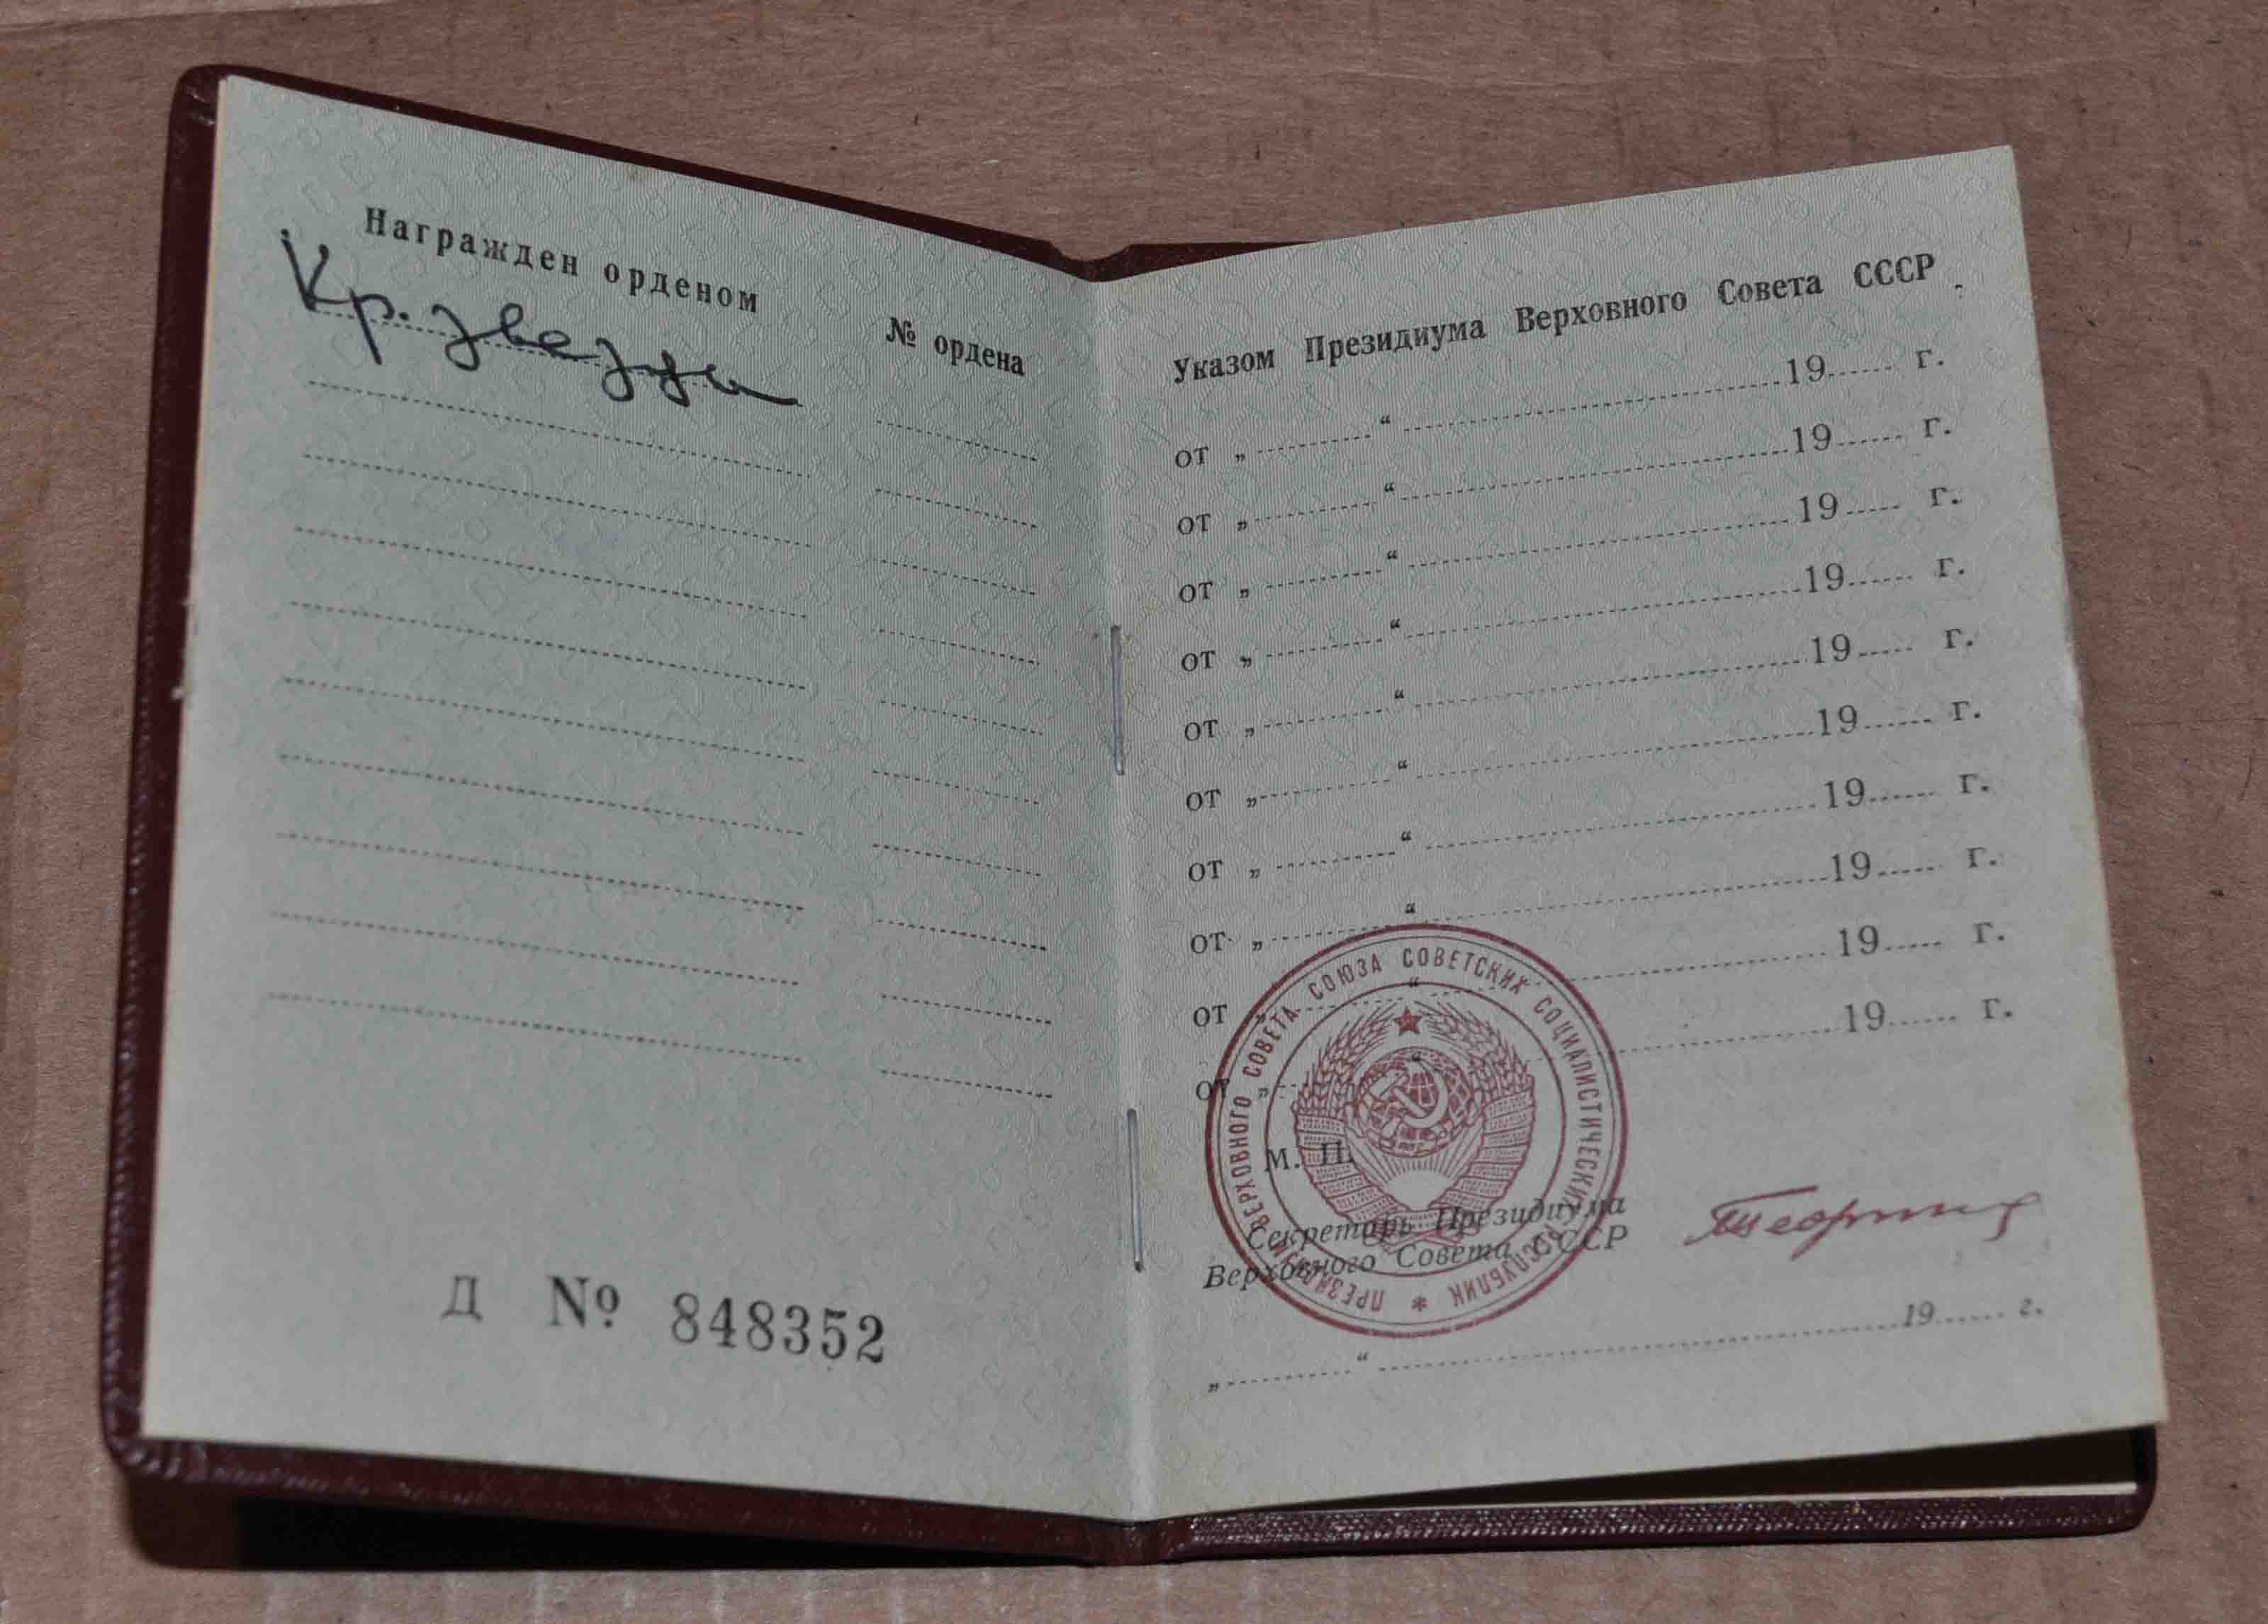 Награжден орденом
№ ордена
Кр. звезды
Д № 848352
Указом Президиума Верховного Совета СССР
от „ “ 19 г.
от „ “ 19 г.
от „ “ 19 г.
от „ “ 19 г.
от „ “ 19 г.
от „ “ 19 г.
от „ “ 19 г.
от „ “ 19 г.
от „ “ 19 г.
от „ “ 19 г.
М. П.
ПРЕЗИДИУМ ВЕРХОВНОГО СОВЕТА СОЮЗА СОВЕТСКИХ СОЦИАЛИСТИЧЕСКИХ РЕСПУБЛИК *
Секретарь Президиума
Верховного Совета СССР
„ “ 19 г.